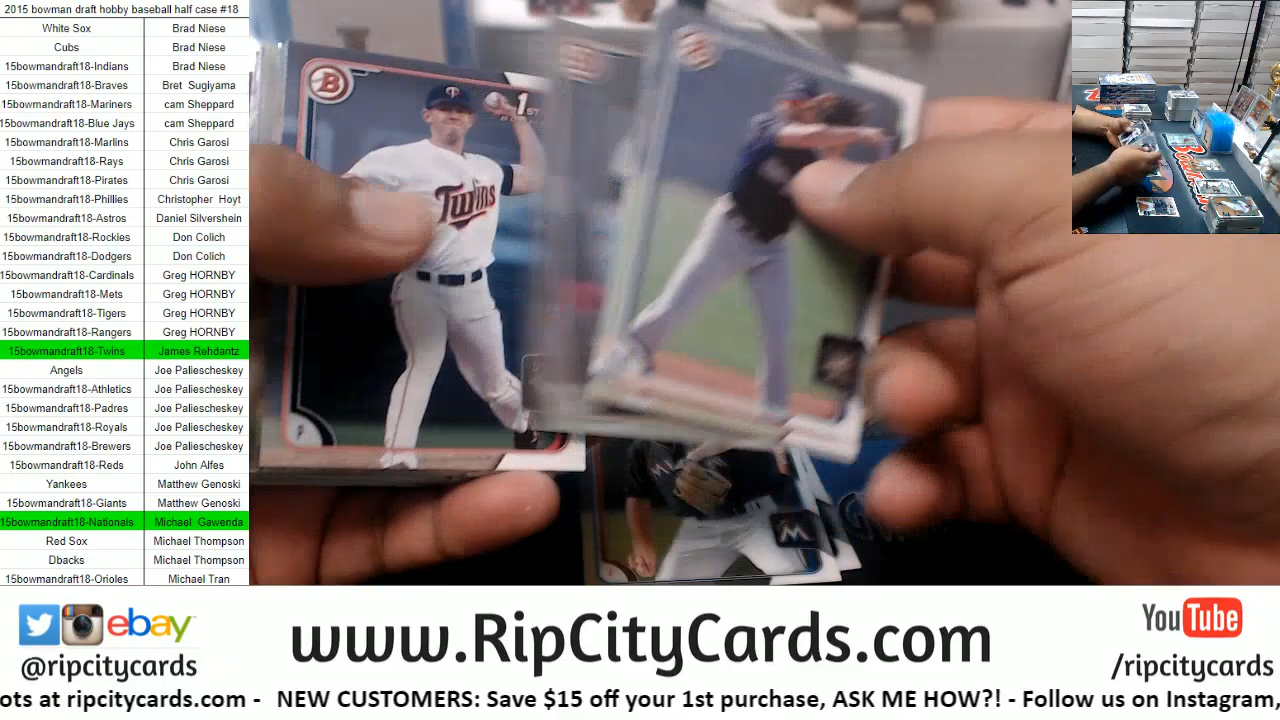 2015 bowman draft hobby baseball half case #18
White Sox Brad Niese
Cubs Brad Niese
15bowmandraft18-Indians Brad Niese
15bowmandraft18-Braves Bret Sugiyama
15bowmandraft18-Mariners cam Sheppard
15bowmandraft18-Blue Jays cam Sheppard
15bowmandraft18-Marlins Chris Garosi
15bowmandraft18-Rays Chris Garosi
15bowmandraft18-Pirates Chris Garosi
15bowmandraft18-Phillies Christopher Hoyt
15bowmandraft18-Astros Daniel Silvershein
15bowmandraft18-Rockies Don Colich
15bowmandraft18-Dodgers Don Colich
15bowmandraft18-Cardinals Greg HORNBY
15bowmandraft18-Mets Greg HORNBY
15bowmandraft18-Tigers Greg HORNBY
15bowmandraft18-Rangers Greg HORNBY
15bowmandraft18-Twins James Rehdantz
Angels Joe Paliescheskey
15bowmandraft18-Athletics Joe Paliescheskey
15bowmandraft18-Padres Joe Paliescheskey
15bowmandraft18-Royals Joe Paliescheskey
15bowmandraft18-Brewers Joe Paliescheskey
15bowmandraft18-Reds John Alfes
Yankees Matthew Genoski
15bowmandraft18-Giants Matthew Genoski
15bowmandraft18-Nationals Michael Gawenda
Red Sox Michael Thompson
Dbacks Michael Thompson
15bowmandraft18-Orioles Michael Tran
B
1st
Twins
P
M
ebay
@ripcitycards
www.RipCityCards.com
YouTube
/ripcitycards
ots at ripcitycards.com - NEW CUSTOMERS: Save $15 off your 1st purchase, ASK ME HOW?! - Follow us on Instagram,